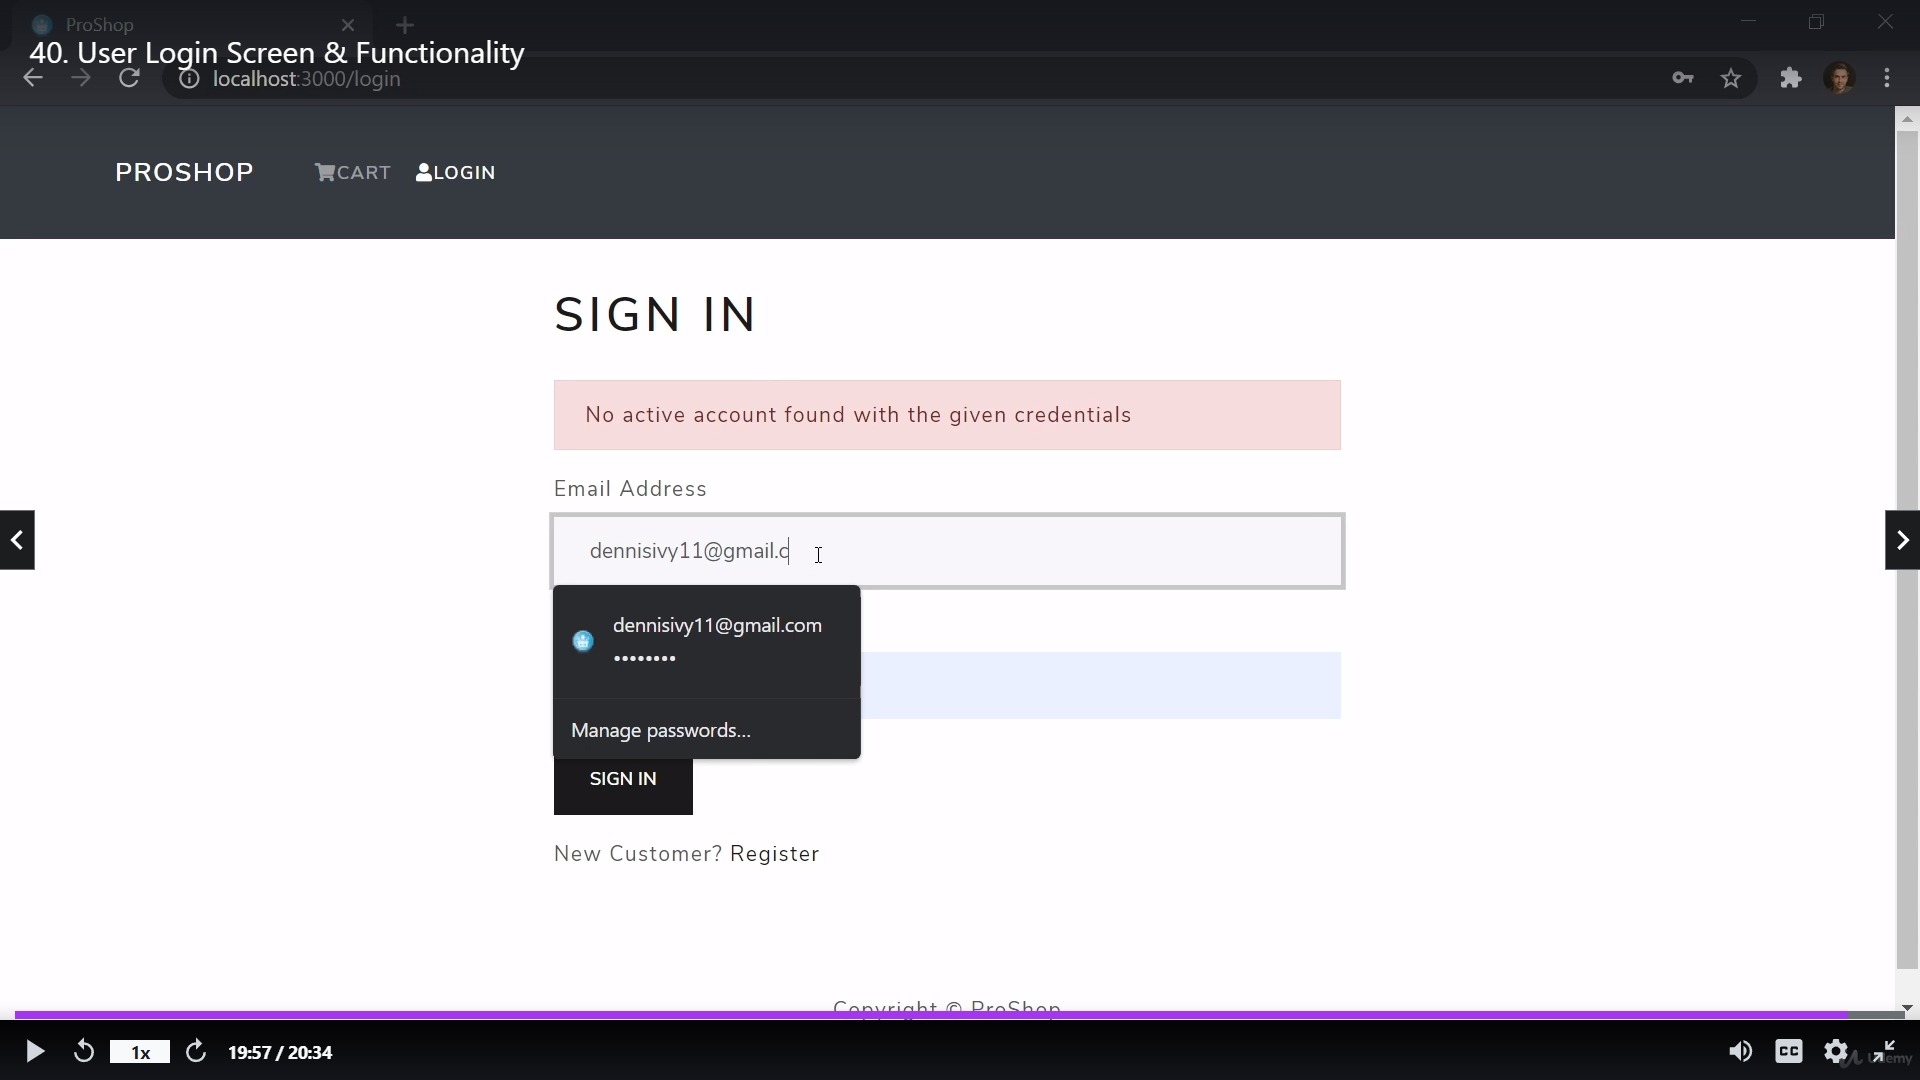 ProShop
40. User Login Screen & Functionality
localhost:3000/login
PROSHOP
CART
LOGIN
SIGN IN
No active account found with the given credentials
Email Address
dennisivy11@gmail.c
dennisivy11@gmail.com
••••••••
Manage passwords...
SIGN IN
New Customer? Register
Copyright © ProShop
1x
19:57 / 20:34
CC
Udemy